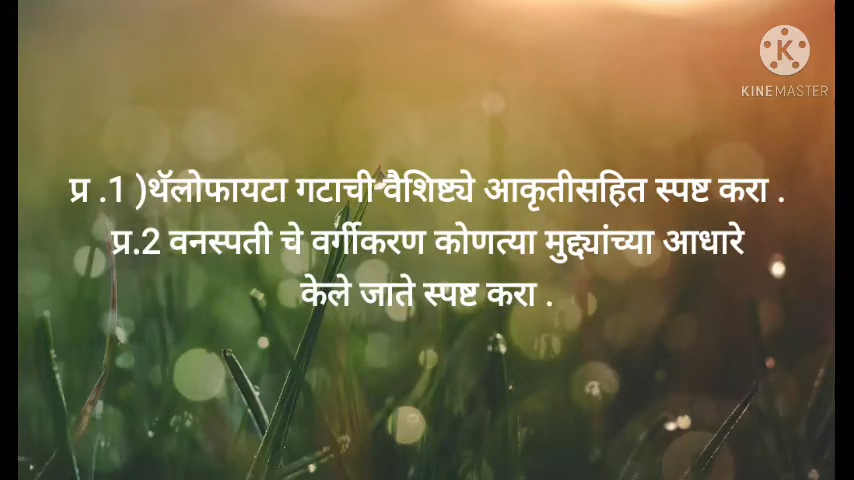 KINEMASTER
प्र .1 )थॅलोफायटा गटाची वैशिष्ट्ये आकृतीसहित स्पष्ट करा .
प्र.2 वनस्पती चे वर्गीकरण कोणत्या मुद्द्यांच्या आधारे
केले जाते स्पष्ट करा .